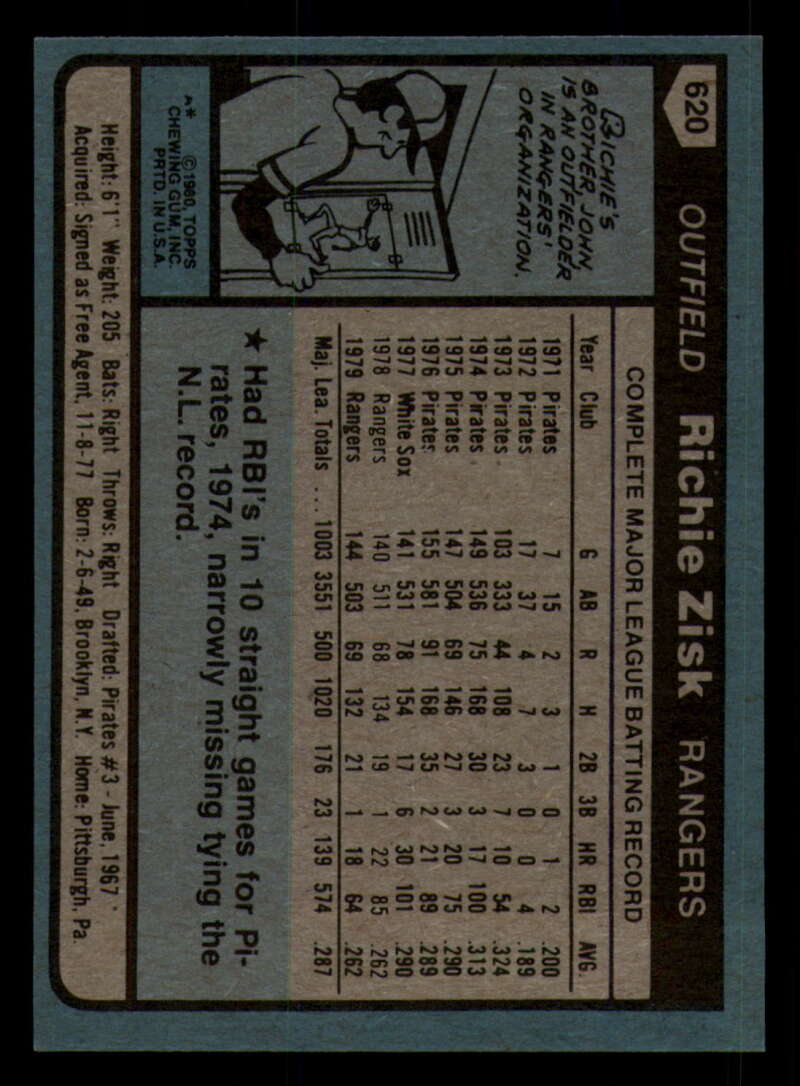 620 OUTFIELD Richie Zisk RANGERS
RICHIE'S
BROTHER JOHN
IS AN OUTFIELDER
IN RANGERS'
ORGANIZATION.
A* ©1980 TOPPS
CHEWING GUM, INC.
PRTD. IN U.S.A.
COMPLETE MAJOR LEAGUE BATTING RECORD
Year Club G AB R H 2B 3B HR RBI AVG.
1971 Pirates 7 15 2 3 1 0 1 2 .200
1972 Pirates 17 37 4 7 3 0 0 4 .189
1973 Pirates 103 333 44 108 23 7 10 54 .324
1974 Pirates 149 536 75 168 30 3 17 100 .313
1975 Pirates 147 504 69 146 27 3 20 75 .290
1976 Pirates 155 581 91 168 35 2 21 89 .289
1977 White Sox 141 531 78 154 17 6 30 101 .290
1978 Rangers 140 511 68 134 19 1 22 85 .262
1979 Rangers 144 503 69 132 21 1 18 64 .262
Maj. Lea. Totals .... 1003 3551 500 1020 176 23 139 574 .287
★ Had RBI's in 10 straight games for Pi-
rates, 1974, narrowly missing tying the
N.L. record.
Height: 6'1" Weight: 205 Bats: Right Throws: Right Drafted: Pirates #3 - June, 1967
Acquired: Signed as Free Agent, 11-8-77 Born: 2-6-49, Brooklyn, N.Y. Home: Pittsburgh, Pa.